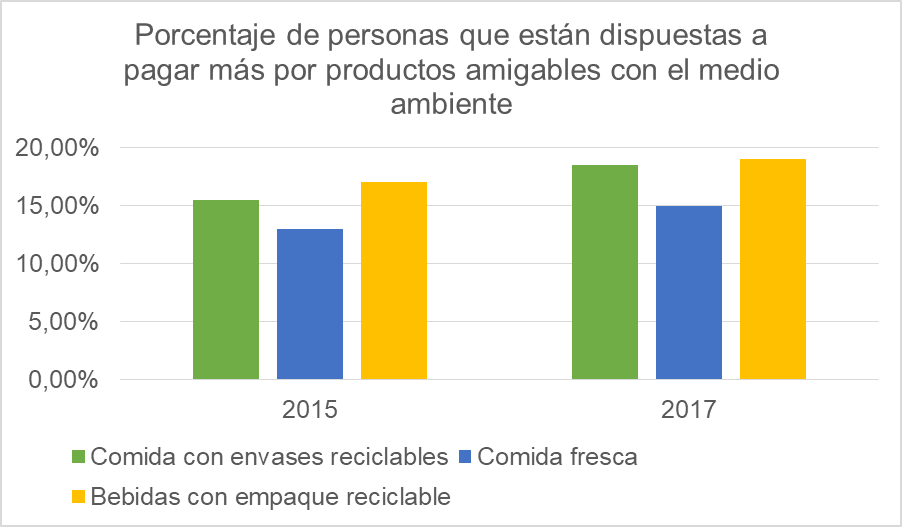 Porcentaje de personas que están dispuestas a
pagar más por productos amigables con el medio
ambiente
20,00%
15,00%
10,00%
5,00%
0,00%
2015 2017
Comida con envases reciclables Comida fresca
Bebidas con empaque reciclable